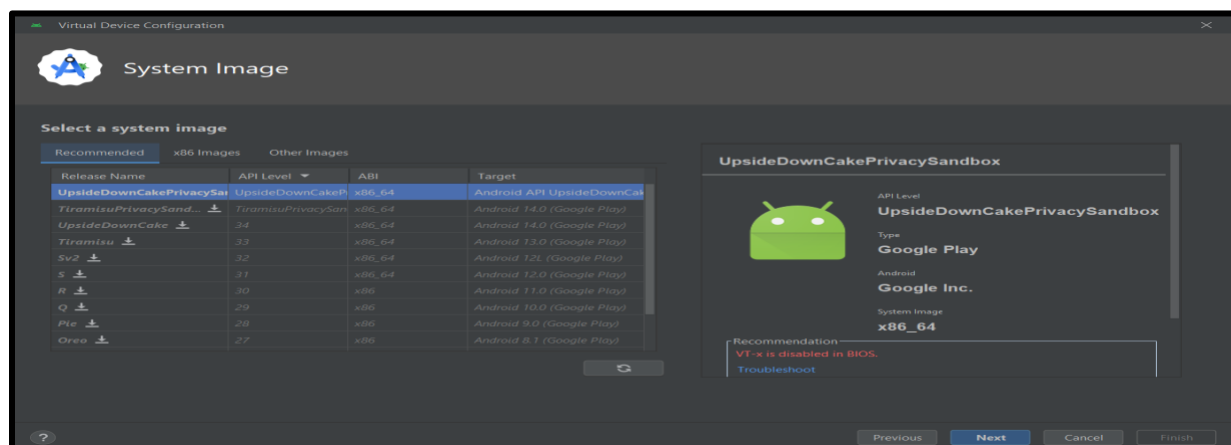 Virtual Device Configuration
System Image
Select a system image
Recommended x86 Images Other Images
Release Name API Level ABI Target
UpsideDownCakePrivacySan UpsideDownCakeP x86_64 Android API UpsideDownCak
TiramisuPrivacySand... TiramisuPrivacySan x86_64 Android 14.0 (Google Play)
UpsideDownCake 34 x86_64 Android 14.0 (Google Play)
Tiramisu 33 x86_64 Android 13.0 (Google Play)
Sv2 32 x86_64 Android 12L (Google Play)
S 31 x86_64 Android 12.0 (Google Play)
R 30 x86 Android 11.0 (Google Play)
Q 29 x86 Android 10.0 (Google Play)
Pie 28 x86 Android 9.0 (Google Play)
Oreo 27 x86 Android 8.1 (Google Play)
UpsideDownCakePrivacySandbox
API Level
UpsideDownCakePrivacySandbox
Type
Google Play
Android
Google Inc.
System Image
x86_64
Recommendation
VT-x is disabled in BIOS.
Troubleshoot
? Previous Next Cancel Finish